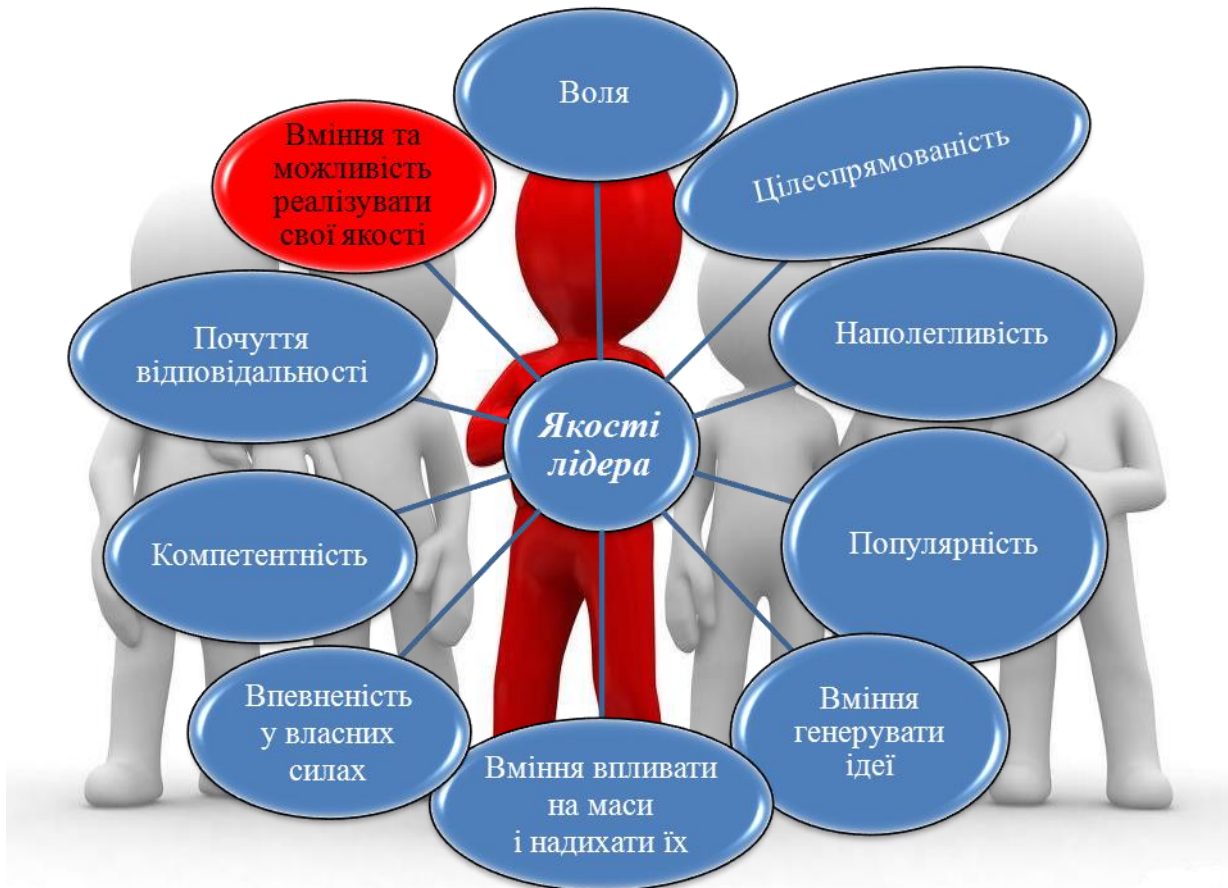 Воля
Цілеспрямованість
Наполегливість
Популярність
Вміння
генерувати
ідеї
Вміння впливати
на маси
і надихати їх
Впевненість
у власних
силах
Компетентність
Почуття
відповідальності
Вміння та
можливість
реалізувати
свої якості
Якості
лідера